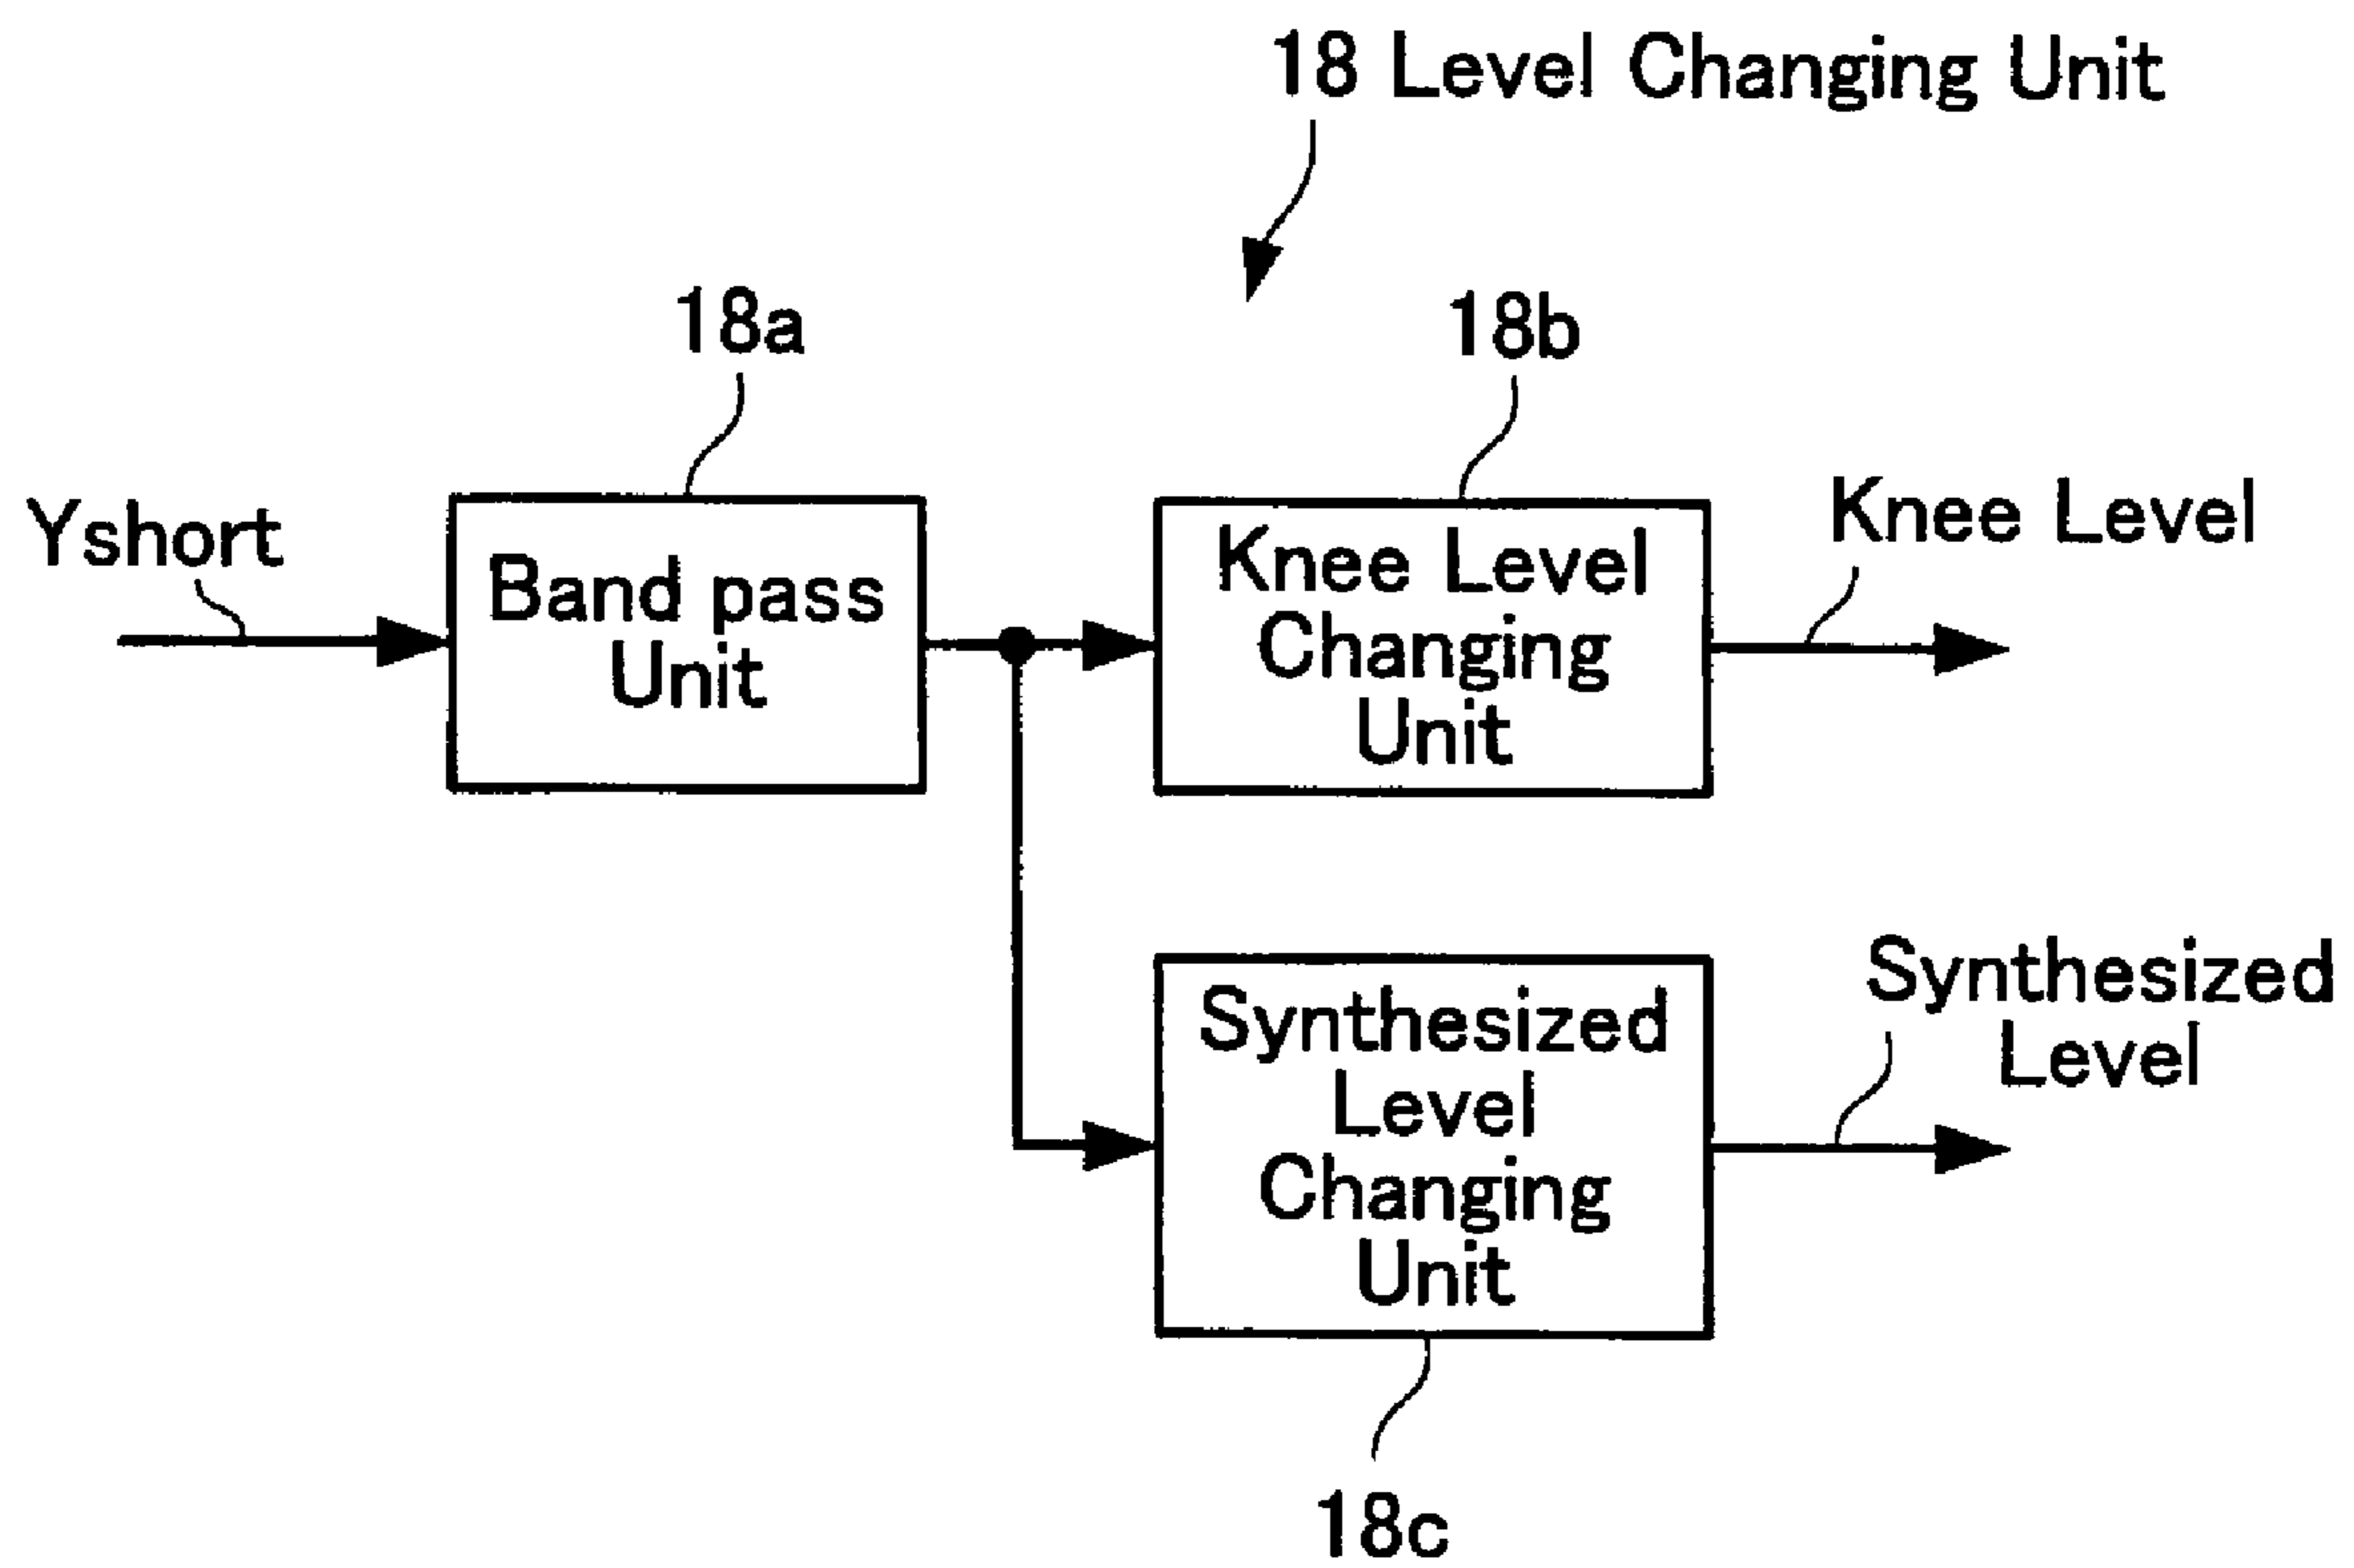 18 Level Changing Unit
18a
18b
Yshort
Band pass
Unit
Knee Level
Changing
Unit
Knee Level
Synthesized
Level
Changing
Unit
Synthesized
Level
18c